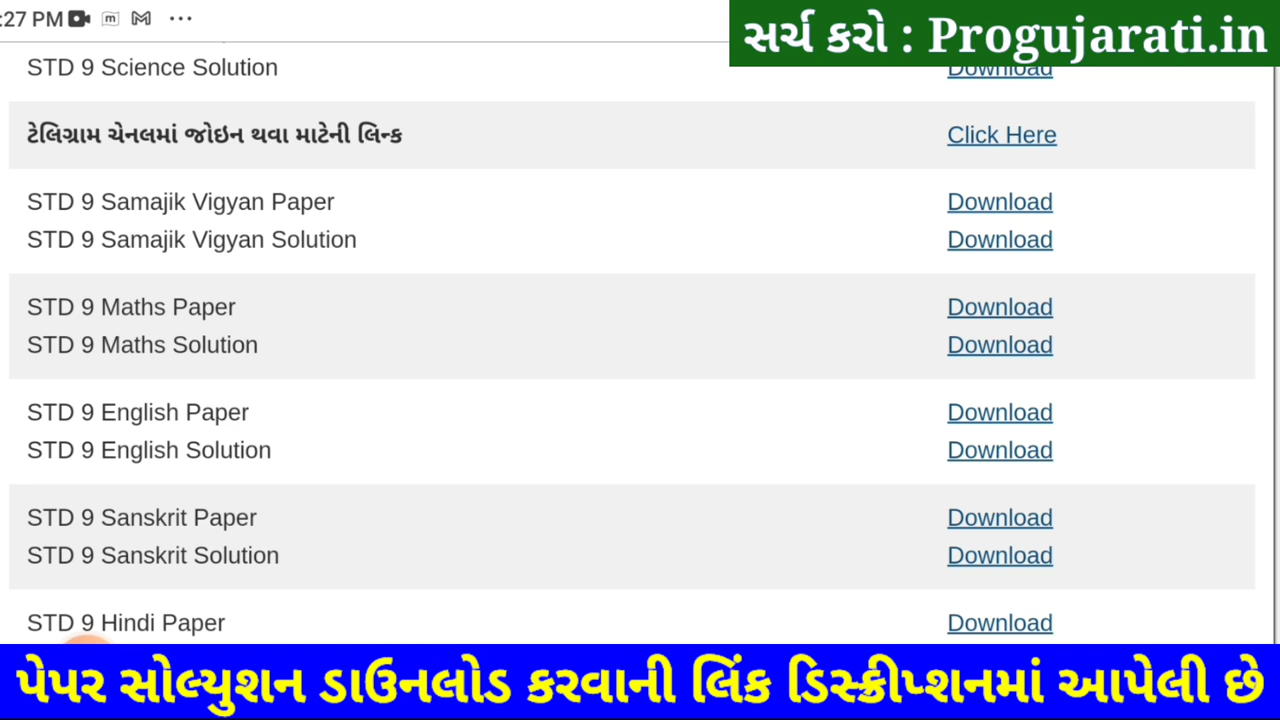 :27 PM
સર્ચ કરો : Progujarati.in
STD 9 Science Solution Download
ટેલિગ્રામ ચેનલમાં જોઇન થવા માટેની લિન્ક Click Here
STD 9 Samajik Vigyan Paper Download
STD 9 Samajik Vigyan Solution Download
STD 9 Maths Paper Download
STD 9 Maths Solution Download
STD 9 English Paper Download
STD 9 English Solution Download
STD 9 Sanskrit Paper Download
STD 9 Sanskrit Solution Download
STD 9 Hindi Paper Download
પેપર સોલ્યુશન ડાઉનલોડ કરવાની લિંક ડિસ્ક્રીપ્શનમાં આપેલી છે